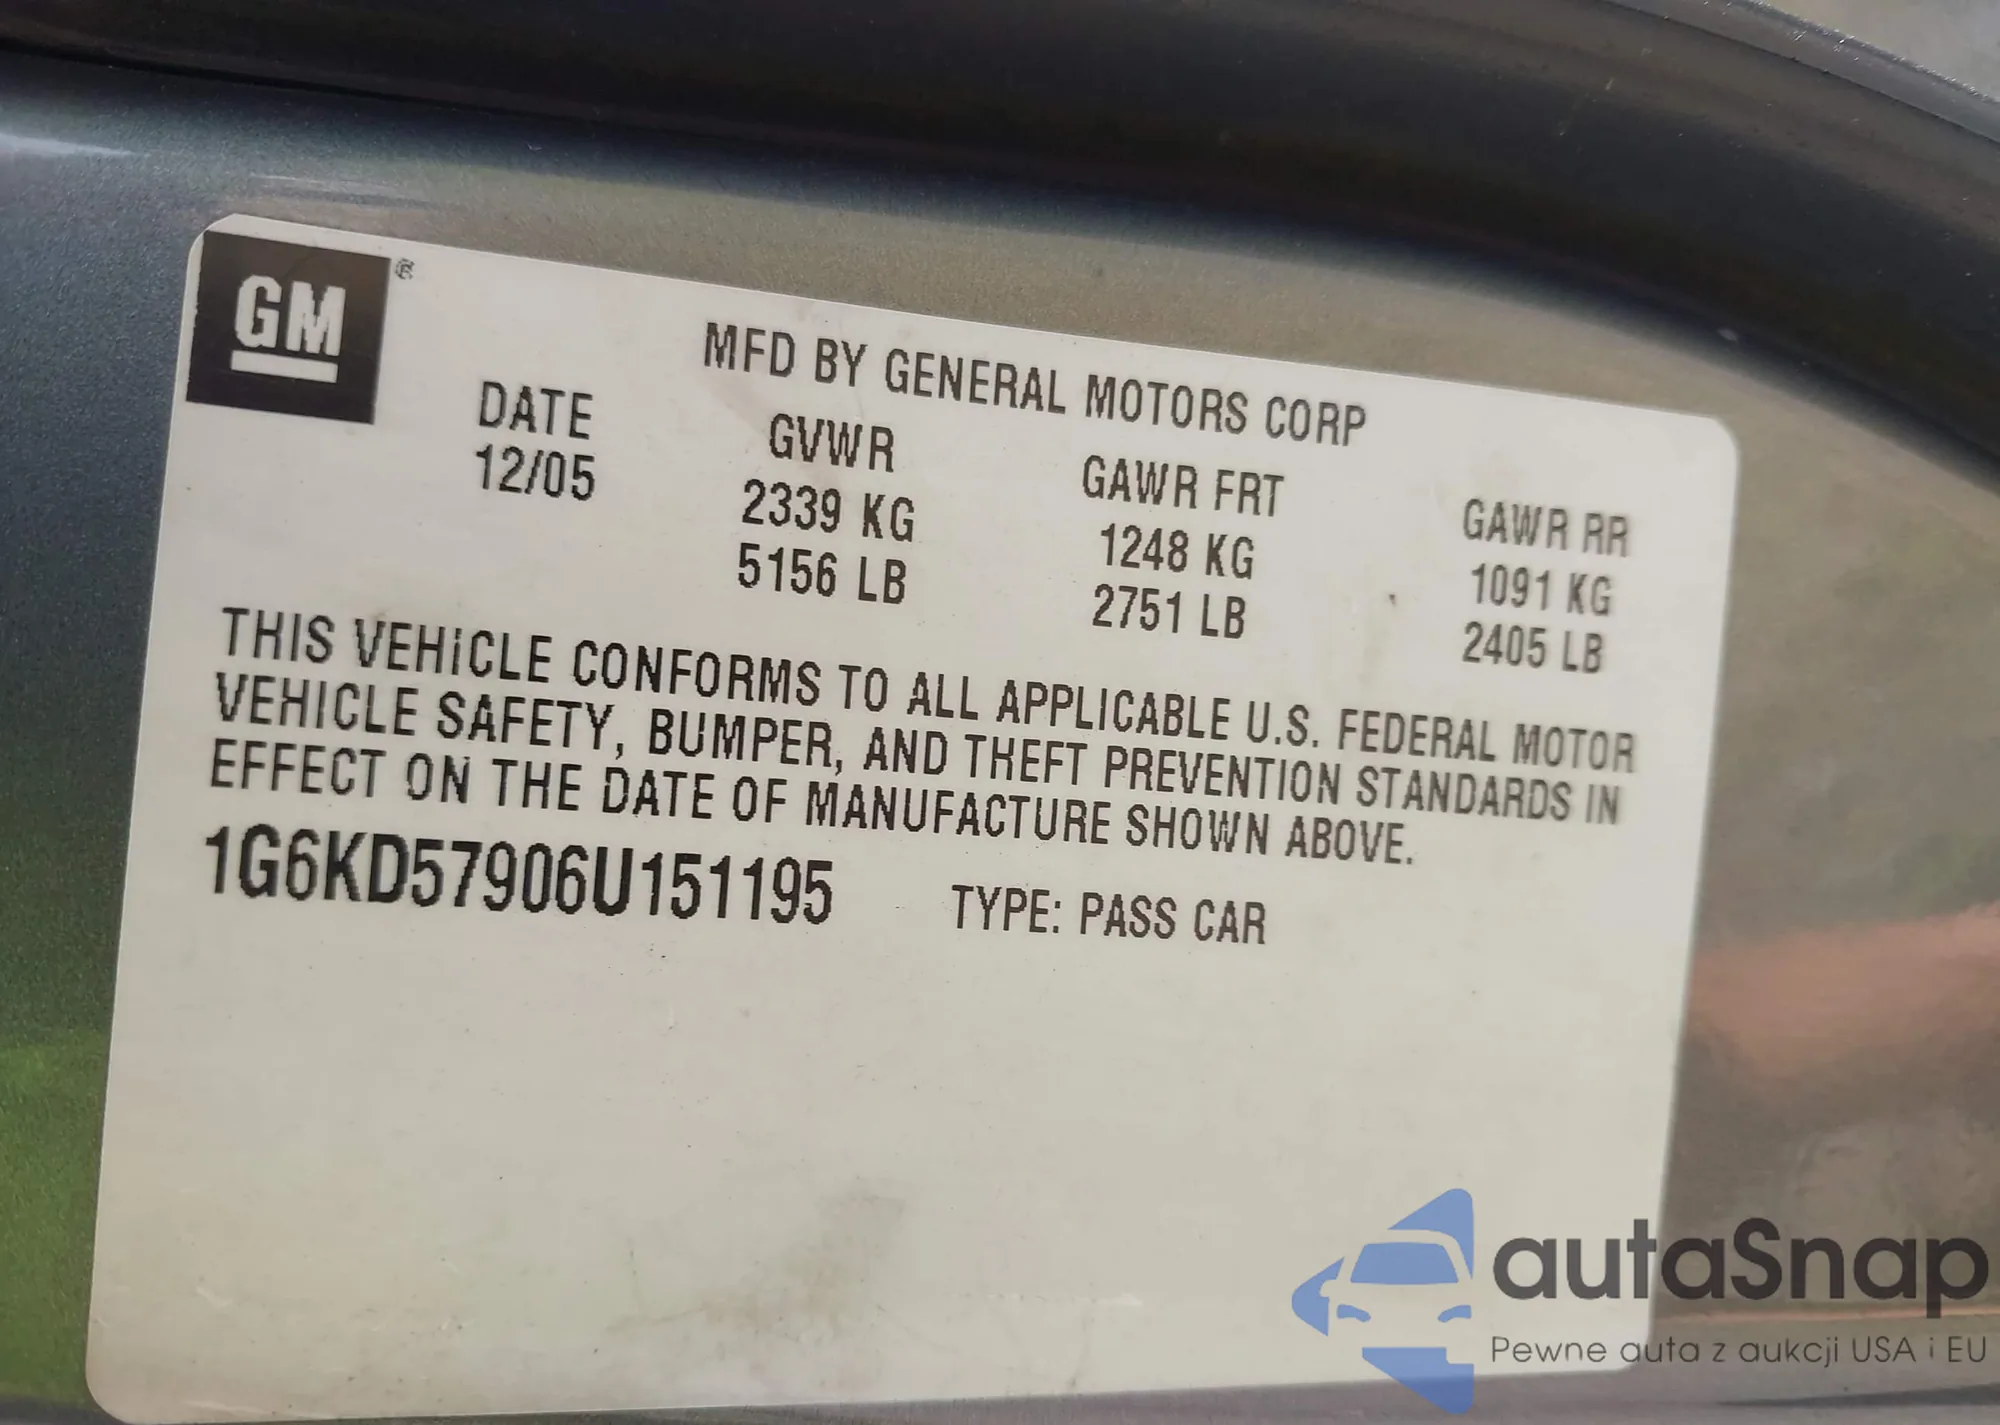 GM ®
MFD BY GENERAL MOTORS CORP
DATE GVWR GAWR FRT GAWR RR
12/05 2339 KG 1248 KG 1091 KG
5156 LB 2751 LB 2405 LB
THIS VEHiCLE CONFORMS TO ALL APPLICABLE U.S. FEDERAL MOTOR
VEHICLE SAFETY, BUMPER, AND THEFT PREVENTION STANDARDS IN
EFFECT ON THE DATE OF MANUFACTURE SHOWN ABOVE.
1G6KD57906U151195 TYPE: PASS CAR
autaSnap
Pewne auta z aukcji USA i EU